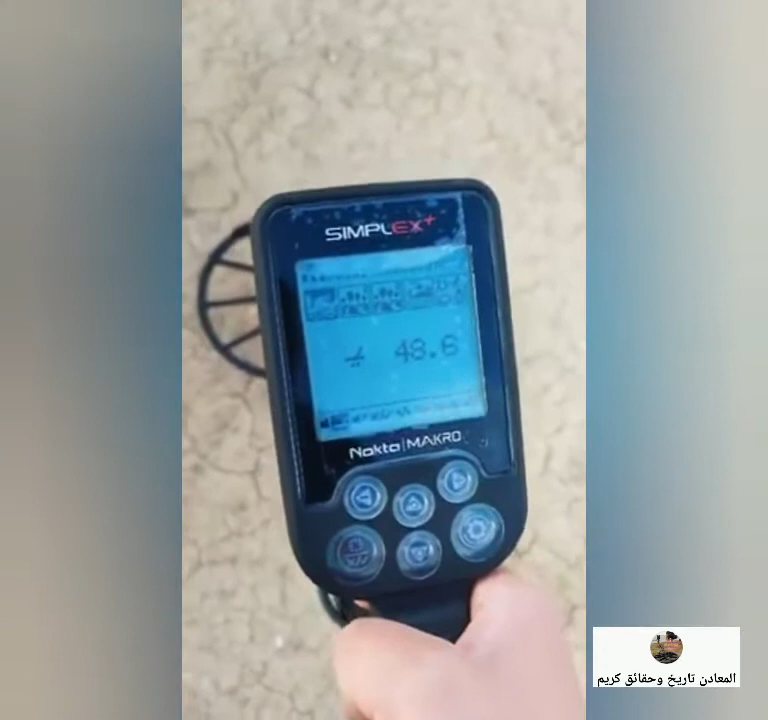 SIMPLEX+
48.6
Nokta | MAKRO
المعادن تاريخ وحقائق كريم